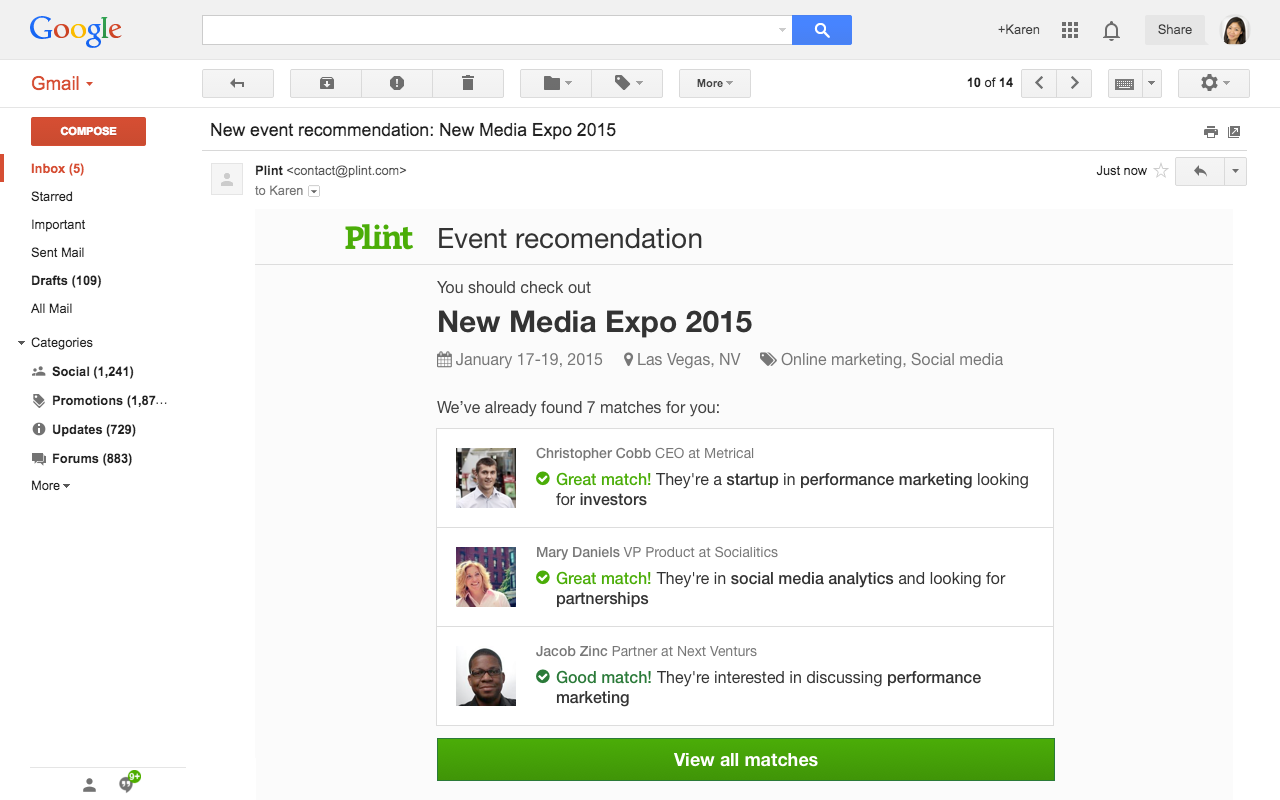 Google
+Karen
Share
Gmail
More
10 of 14
COMPOSE
New event recommendation: New Media Expo 2015
Inbox (5)
Starred
Important
Sent Mail
Drafts (109)
All Mail
Categories
Social (1,241)
Promotions (1,87...
Updates (729)
Forums (883)
More
9+
Plint <contact@plint.com>
Just now
to Karen
Plint
Event recomendation
You should check out
New Media Expo 2015
January 17-19, 2015 Las Vegas, NV Online marketing, Social media
We've already found 7 matches for you:
Christopher Cobb CEO at Metrical
Great match! They're a startup in performance marketing looking
for investors
Mary Daniels VP Product at Socialitics
Great match! They're in social media analytics and looking for
partnerships
Jacob Zinc Partner at Next Venturs
Good match! They're interested in discussing performance
marketing
View all matches